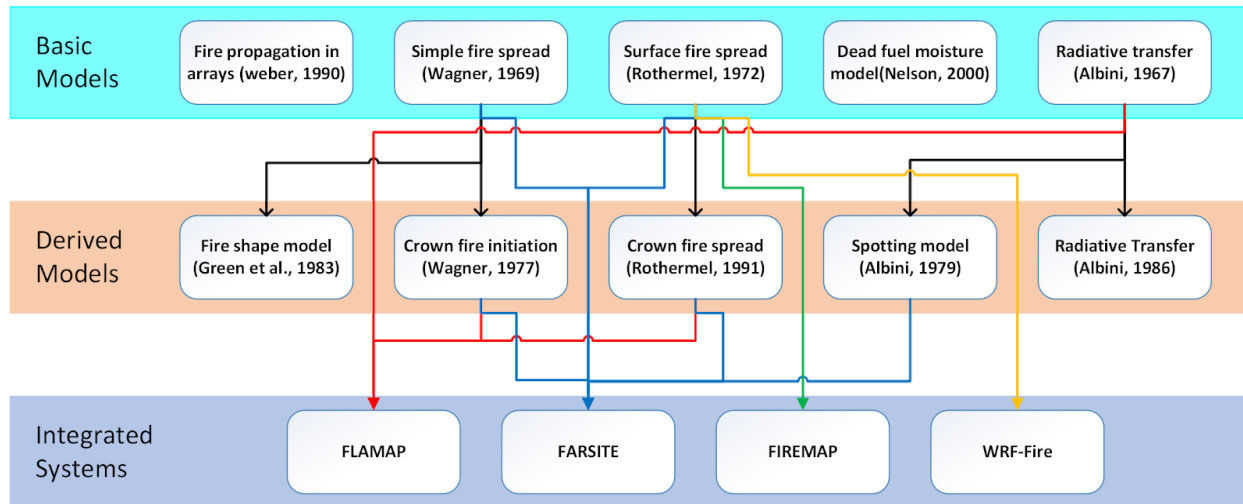 Basic
Models
Fire propagation in
arrays (weber, 1990)
Simple fire spread
(Wagner, 1969)
Surface fire spread
(Rothermel, 1972)
Dead fuel moisture
model(Nelson, 2000)
Radiative transfer
(Albini, 1967)
Derived
Models
Fire shape model
(Green et al., 1983)
Crown fire initiation
(Wagner, 1977)
Crown fire spread
(Rothermel, 1991)
Spotting model
(Albini, 1979)
Radiative Transfer
(Albini, 1986)
Integrated
Systems
FLAMAP
FARSITE
FIREMAP
WRF-Fire